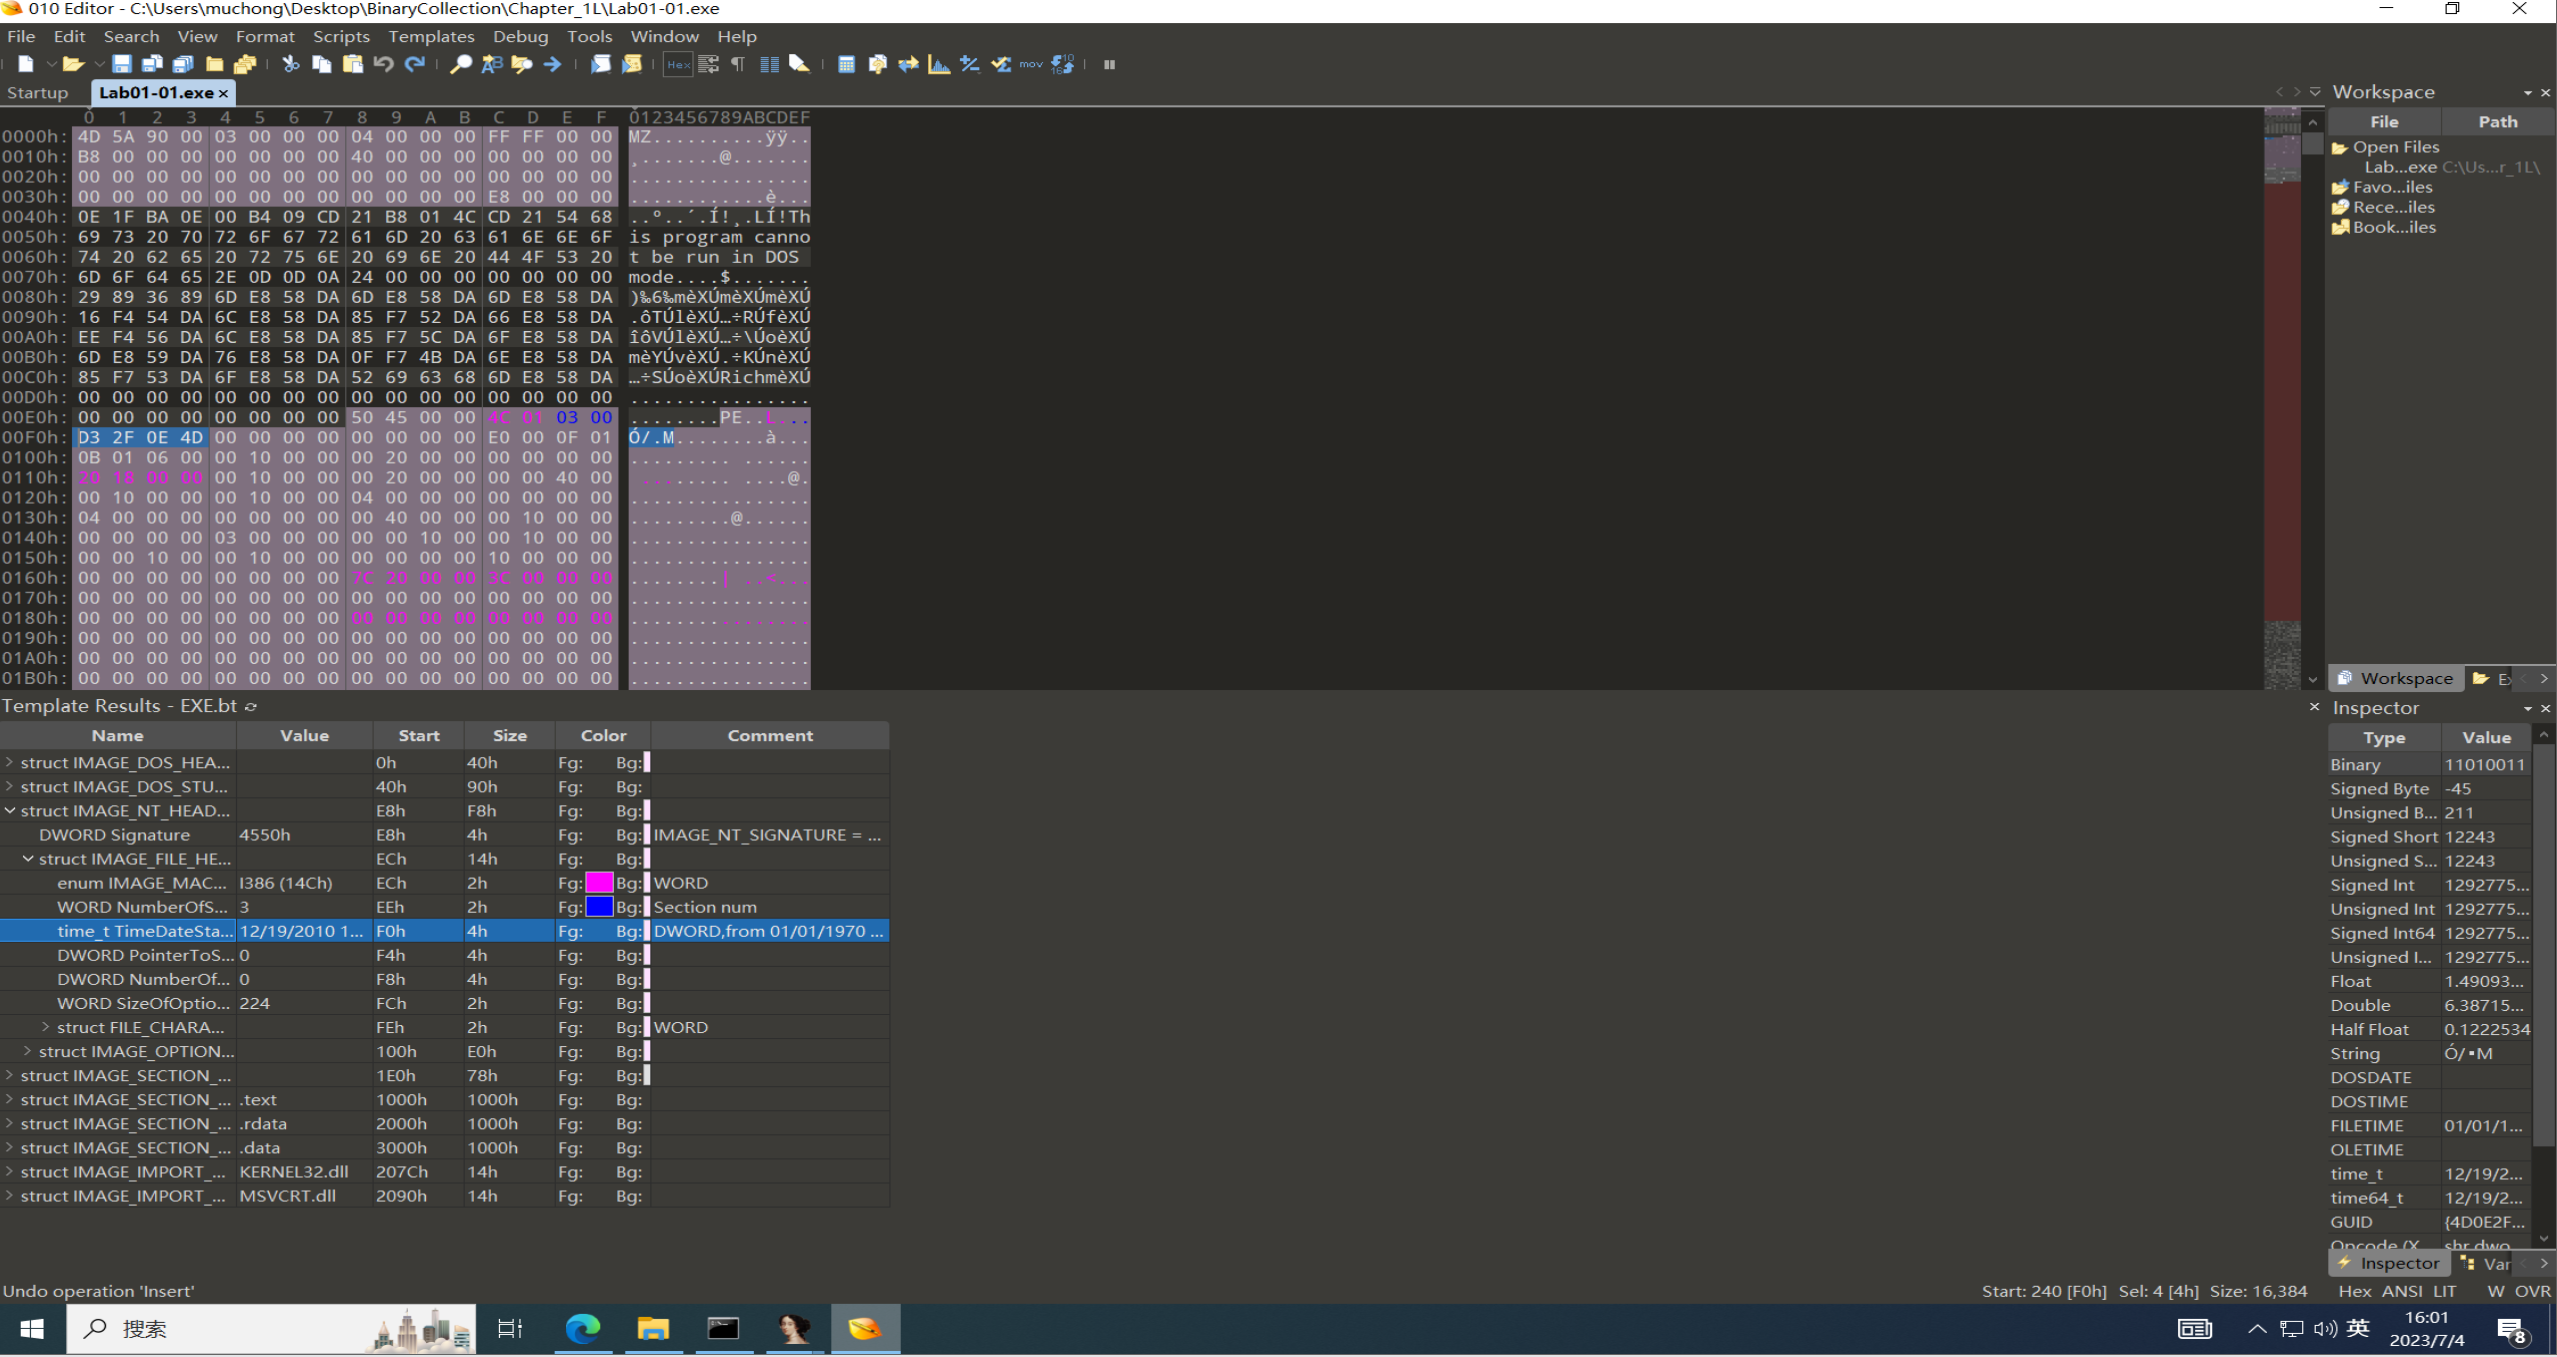 010 Editor - C:\Users\muchong\Desktop\BinaryCollection\Chapter_1L\Lab01-01.exe
File Edit Search View Format Scripts Templates Debug Tools Window Help
Hex mov
Startup Lab01-01.exe
0 1 2 3 4 5 6 7 8 9 A B C D E F 0123456789ABCDEF
0000h: 4D 5A 90 00 03 00 00 00 04 00 00 00 FF FF 00 00 MZ..........ÿÿ..
0010h: B8 00 00 00 00 00 00 00 40 00 00 00 00 00 00 00 ¸.......@.......
0020h: 00 00 00 00 00 00 00 00 00 00 00 00 00 00 00 00 ................
0030h: 00 00 00 00 00 00 00 00 00 00 00 00 E8 00 00 00 ............è...
0040h: 0E 1F BA 0E 00 B4 09 CD 21 B8 01 4C CD 21 54 68 ..º..´.Í!¸.LÍ!Th
0050h: 69 73 20 70 72 6F 67 72 61 6D 20 63 61 6E 6E 6F is program canno
0060h: 74 20 62 65 20 72 75 6E 20 69 6E 20 44 4F 53 20 t be run in DOS
0070h: 6D 6F 64 65 2E 0D 0D 0A 24 00 00 00 00 00 00 00 mode....$.......
0080h: 29 89 36 89 6D E8 58 DA 6D E8 58 DA 6D E8 58 DA )‰6‰mèXÚmèXÚmèXÚ
0090h: 16 F4 54 DA 6C E8 58 DA 85 F7 52 DA 66 E8 58 DA .ôTÚlèXÚ…÷RÚfèXÚ
00A0h: EE F4 56 DA 6C E8 58 DA 85 F7 5C DA 6F E8 58 DA îôVÚlèXÚ…÷\ÚoèXÚ
00B0h: 6D E8 59 DA 76 E8 58 DA 0F F7 4B DA 6E E8 58 DA mèYÚvèXÚ.÷KÚnèXÚ
00C0h: 85 F7 53 DA 6F E8 58 DA 52 69 63 68 6D E8 58 DA …÷SÚoèXÚRichmèXÚ
00D0h: 00 00 00 00 00 00 00 00 00 00 00 00 00 00 00 00 ................
00E0h: 00 00 00 00 00 00 00 00 50 45 00 00 4C 01 03 00 ........PE..L...
00F0h: D3 2F 0E 4D 00 00 00 00 00 00 00 00 E0 00 0F 01 Ó/.M........à...
0100h: 0B 01 06 00 00 10 00 00 00 20 00 00 00 00 00 00 ......... ......
0110h: 20 18 00 00 00 10 00 00 00 20 00 00 00 00 40 00 ........ ....@.
0120h: 00 10 00 00 00 10 00 00 04 00 00 00 00 00 00 00 ................
0130h: 04 00 00 00 00 00 00 00 00 40 00 00 00 10 00 00 .........@......
0140h: 00 00 00 00 03 00 00 00 00 00 10 00 00 10 00 00 ................
0150h: 00 00 10 00 00 10 00 00 00 00 00 00 10 00 00 00 ................
0160h: 00 00 00 00 00 00 00 00 7C 20 00 00 3C 00 00 00 ........| ..<...
0170h: 00 00 00 00 00 00 00 00 00 00 00 00 00 00 00 00 ................
0180h: 00 00 00 00 00 00 00 00 00 00 00 00 00 00 00 00 ................
0190h: 00 00 00 00 00 00 00 00 00 00 00 00 00 00 00 00 ................
01A0h: 00 00 00 00 00 00 00 00 00 00 00 00 00 00 00 00 ................
01B0h: 00 00 00 00 00 00 00 00 00 00 00 00 00 00 00 00 ................
Workspace
File Path
Open Files
Lab...exe C:\Us...r_1L\
Favo...iles
Rece...iles
Book...iles
Workspace
Template Results - EXE.bt
Name Value Start Size Color Comment
struct IMAGE_DOS_HEA... 0h 40h Fg: Bg:
struct IMAGE_DOS_STU... 40h 90h Fg: Bg:
struct IMAGE_NT_HEAD... E8h F8h Fg: Bg:
DWORD Signature 4550h E8h 4h Fg: Bg: IMAGE_NT_SIGNATURE = ...
struct IMAGE_FILE_HE... ECh 14h Fg: Bg:
enum IMAGE_MAC... I386 (14Ch) ECh 2h Fg: Bg: WORD
WORD NumberOfS... 3 EEh 2h Fg: Bg: Section num
time_t TimeDateSta... 12/19/2010 1... F0h 4h Fg: Bg: DWORD,from 01/01/1970 ...
DWORD PointerToS... 0 F4h 4h Fg: Bg:
DWORD NumberOf... 0 F8h 4h Fg: Bg:
WORD SizeOfOptio... 224 FCh 2h Fg: Bg:
struct FILE_CHARA... FEh 2h Fg: Bg: WORD
struct IMAGE_OPTION... 100h E0h Fg: Bg:
struct IMAGE_SECTION_... 1E0h 78h Fg: Bg:
struct IMAGE_SECTION_... .text 1000h 1000h Fg: Bg:
struct IMAGE_SECTION_... .rdata 2000h 1000h Fg: Bg:
struct IMAGE_SECTION_... .data 3000h 1000h Fg: Bg:
struct IMAGE_IMPORT_... KERNEL32.dll 207Ch 14h Fg: Bg:
struct IMAGE_IMPORT_... MSVCRT.dll 2090h 14h Fg: Bg:
Inspector
Type Value
Binary 11010011
Signed Byte -45
Unsigned B... 211
Signed Short 12243
Unsigned S... 12243
Signed Int 1292775...
Unsigned Int 1292775...
Signed Int64 1292775...
Unsigned I... 1292775...
Float 1.49093...
Double 6.38715...
Half Float 0.1222534
String Ó/▪M
DOSDATE
DOSTIME
FILETIME 01/01/1...
OLETIME
time_t 12/19/2...
time64_t 12/19/2...
GUID {4D0E2F...
Opcode (X... shr dwo...
Inspector Var
Undo operation 'Insert' Start: 240 [F0h] Sel: 4 [4h] Size: 16,384 Hex ANSI LIT W OVR
搜索
英 16:01
2023/7/4 8